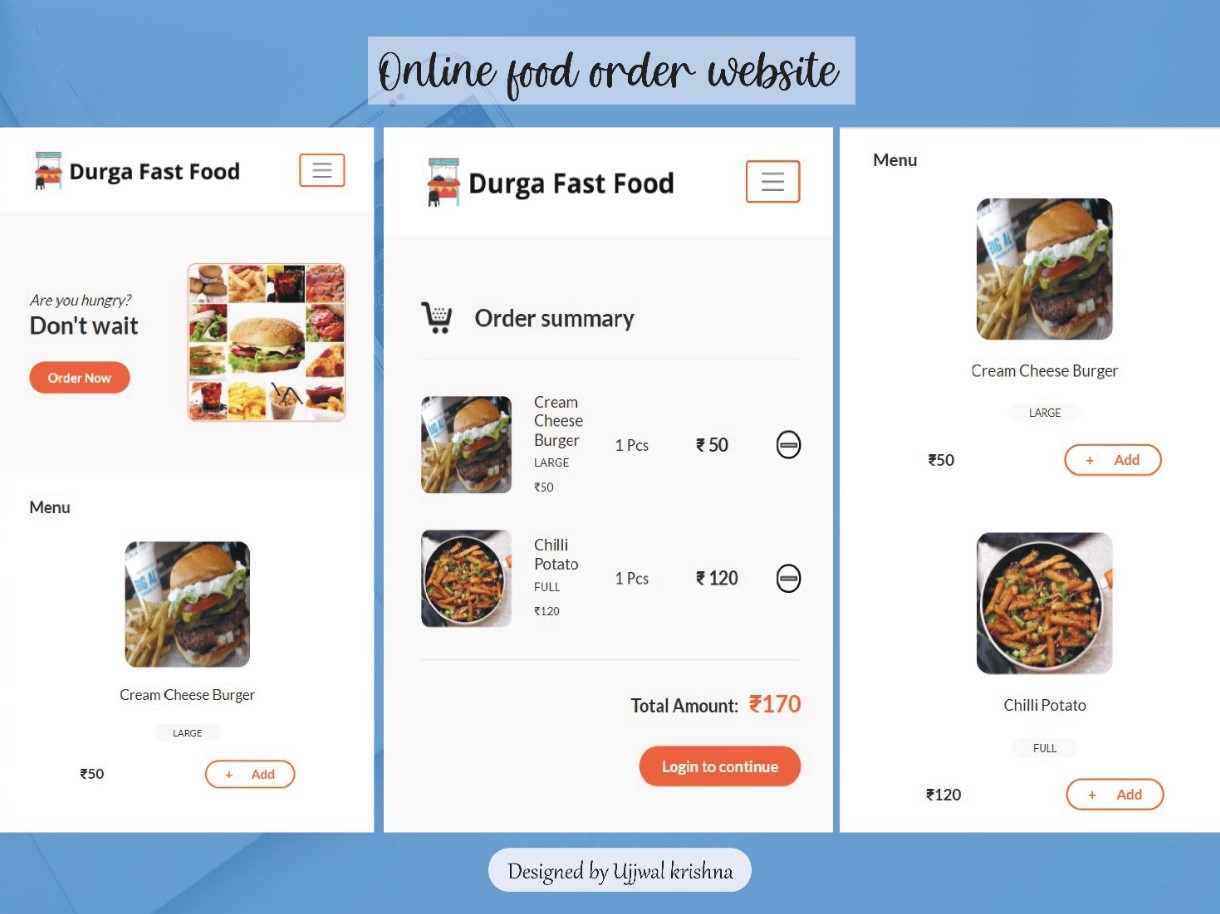 Online food order website
Durga Fast Food
Are you hungry?
Don't wait
Order Now
Menu
Cream Cheese Burger
LARGE
₹50
+ Add
Durga Fast Food
Order summary
Cream
Cheese
Burger
LARGE
₹50
1 Pcs
₹ 50
Chilli
Potato
FULL
₹120
1 Pcs
₹ 120
Total Amount: ₹170
Login to continue
Menu
BIG AL
Cream Cheese Burger
LARGE
₹50
+ Add
Chilli Potato
FULL
₹120
+ Add
Designed by Ujjwal krishna